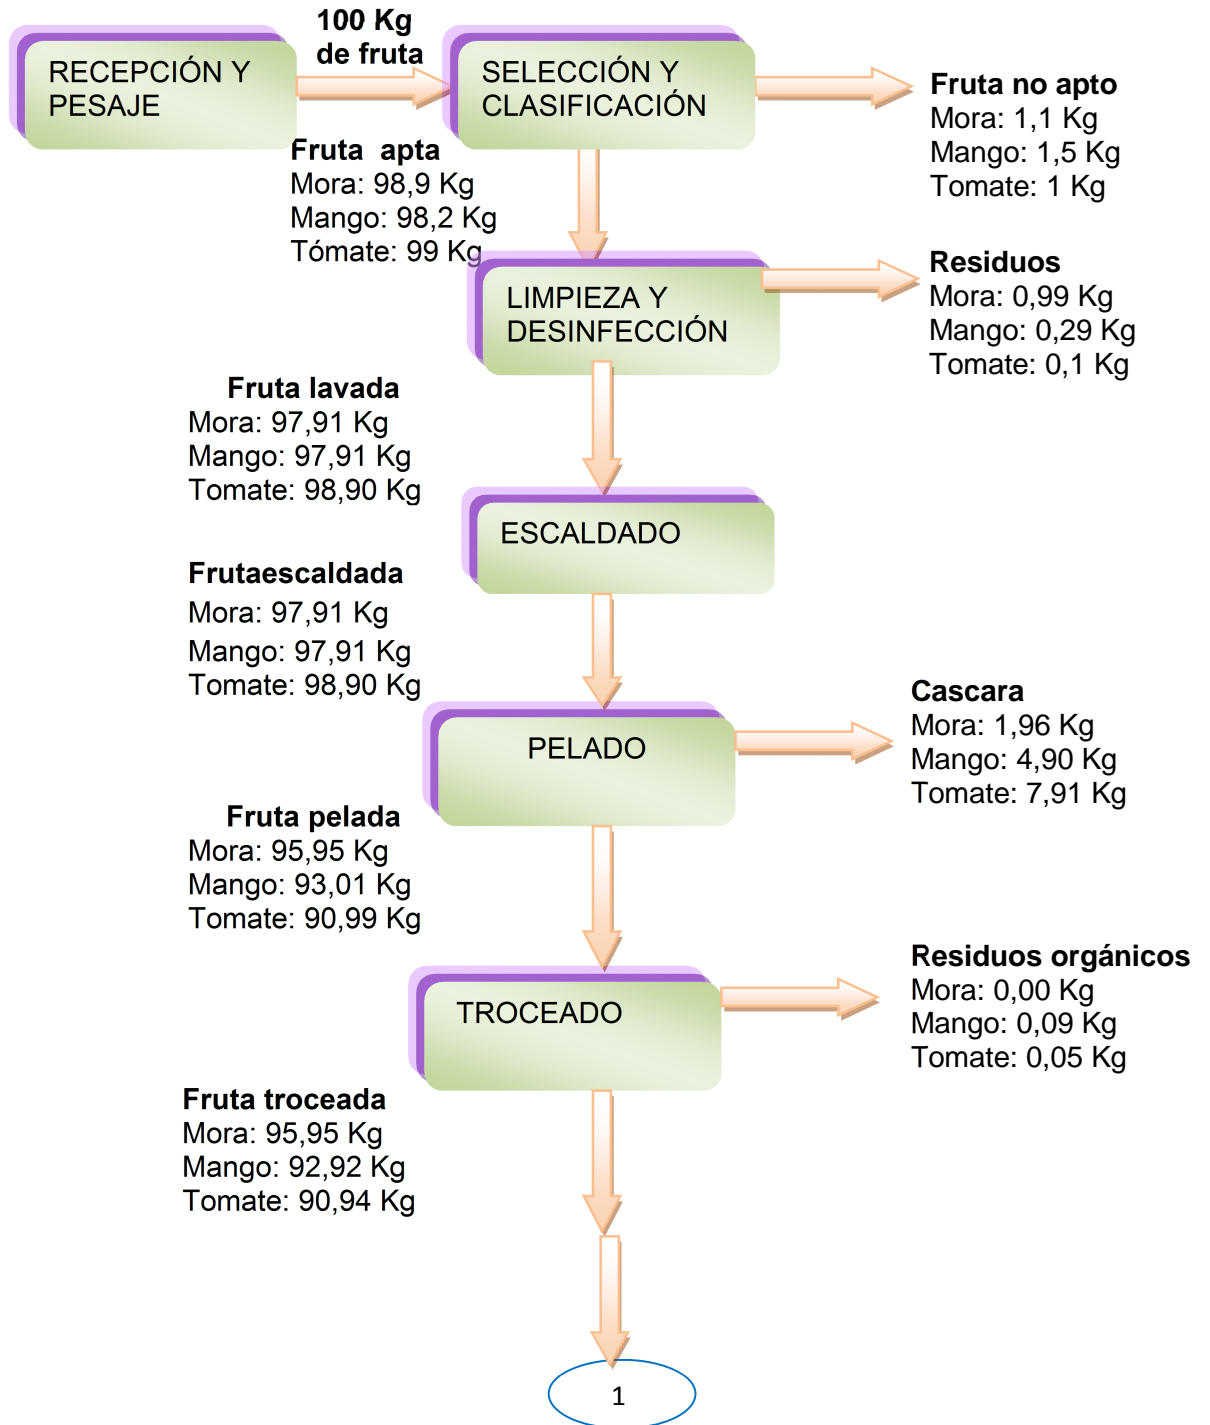 100 Kg
de fruta
RECEPCIÓN Y
PESAJE
SELECCIÓN Y
CLASIFICACIÓN
Fruta no apto
Mora: 1,1 Kg
Mango: 1,5 Kg
Tomate: 1 Kg
Fruta apta
Mora: 98,9 Kg
Mango: 98,2 Kg
Tómate: 99 Kg
LIMPIEZA Y
DESINFECCIÓN
Residuos
Mora: 0,99 Kg
Mango: 0,29 Kg
Tomate: 0,1 Kg
Fruta lavada
Mora: 97,91 Kg
Mango: 97,91 Kg
Tomate: 98,90 Kg
ESCALDADO
Frutaescaldada
Mora: 97,91 Kg
Mango: 97,91 Kg
Tomate: 98,90 Kg
PELADO
Cascara
Mora: 1,96 Kg
Mango: 4,90 Kg
Tomate: 7,91 Kg
Fruta pelada
Mora: 95,95 Kg
Mango: 93,01 Kg
Tomate: 90,99 Kg
TROCEADO
Residuos orgánicos
Mora: 0,00 Kg
Mango: 0,09 Kg
Tomate: 0,05 Kg
Fruta troceada
Mora: 95,95 Kg
Mango: 92,92 Kg
Tomate: 90,94 Kg
1